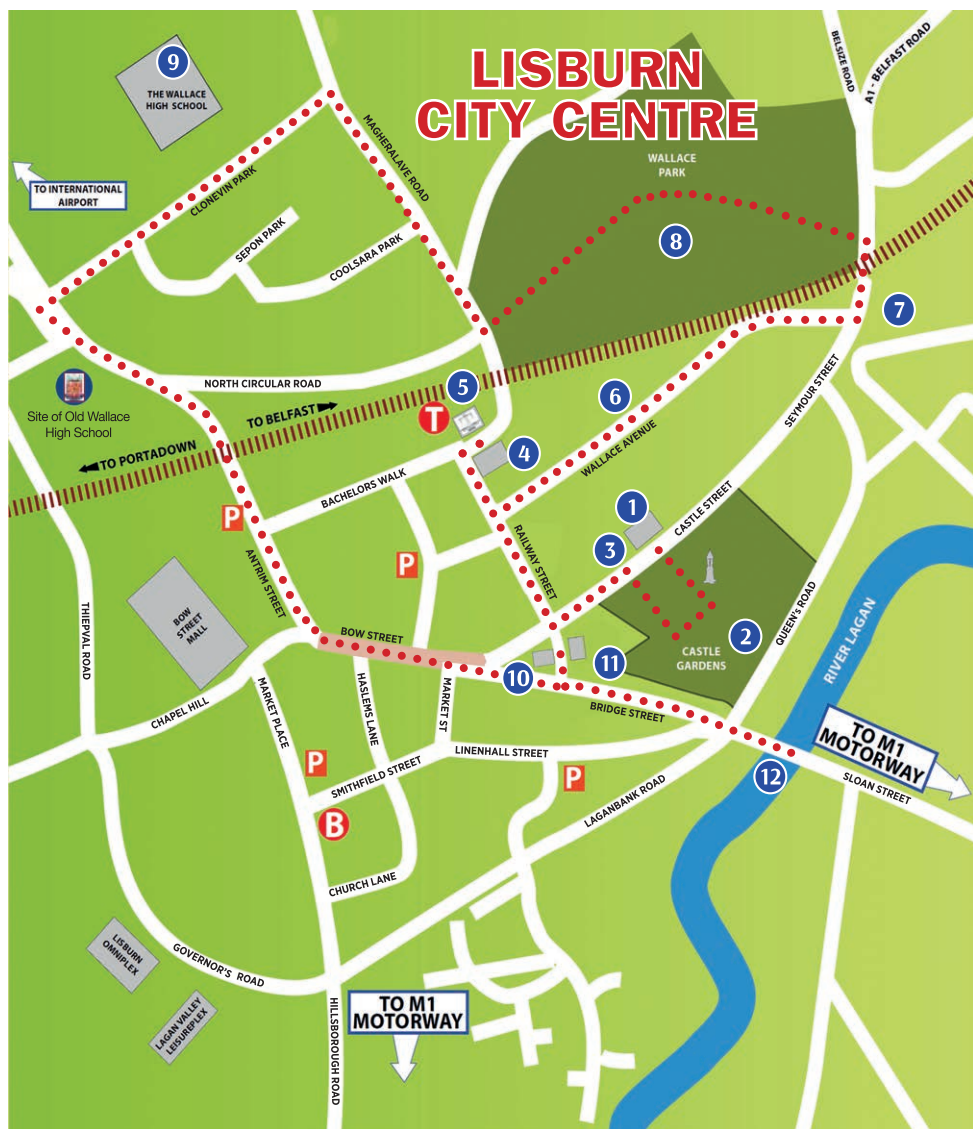 LISBURN
CITY CENTRE
9
THE WALLACE
HIGH SCHOOL
BELSIZE ROAD
A1 - BELFAST ROAD
MAGHERALAVE ROAD
WALLACE
PARK
TO INTERNATIONAL
AIRPORT
CLONEVIN PARK
SEPON PARK
COOLSARA PARK
8
7
NORTH CIRCULAR ROAD
5
6
Site of Old Wallace
High School
TO BELFAST
T
TO PORTADOWN
4
WALLACE AVENUE
SEYMOUR STREET
BACHELORS WALK
P
1
CASTLE STREET
RAILWAY STREET
3
P
ANTRIM STREET
BOW
STREET
MALL
THIEPVAL ROAD
BOW STREET
2
CASTLE
GARDENS
QUEEN'S ROAD
RIVER LAGAN
10
11
MARKET PLACE
HASLEMS LANE
MARKET ST
CHAPEL HILL
BRIDGE STREET
TO M1
MOTORWAY
LINENHALL STREET
P
SMITHFIELD STREET
P
12
SLOAN STREET
LAGANBANK ROAD
B
CHURCH LANE
LISBURN
OMNIPLEX
GOVERNOR'S ROAD
LAGAN VALLEY
LEISUREPLEX
HILLSBOROUGH ROAD
TO M1
MOTORWAY